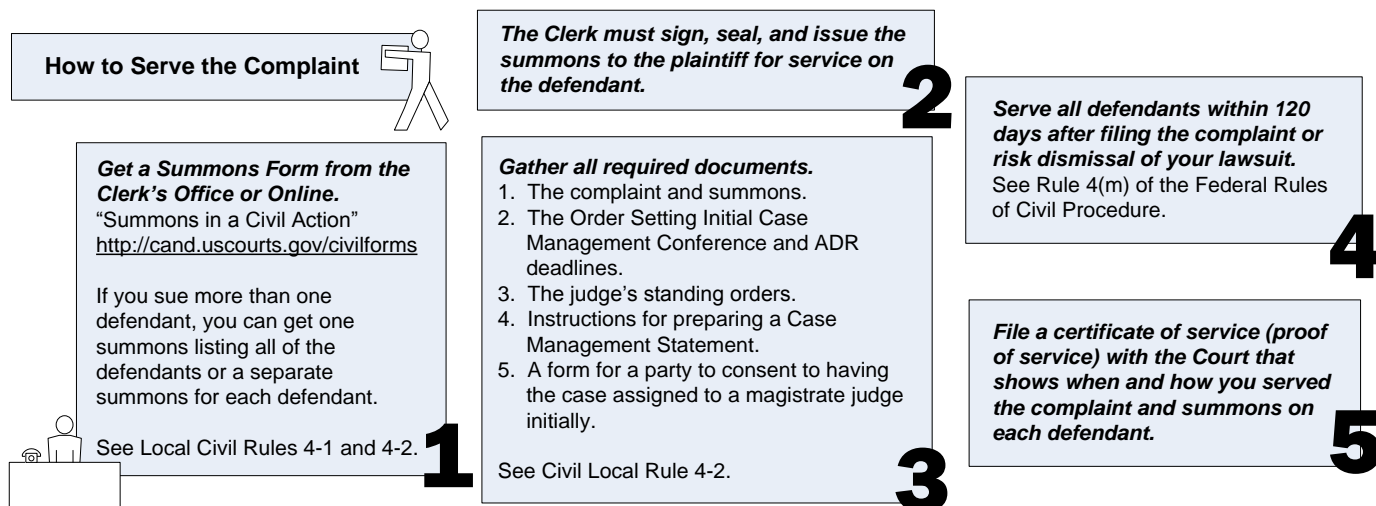 How to Serve the Complaint
Get a Summons Form from the
Clerk's Office or Online.
"Summons in a Civil Action"
http://cand.uscourts.gov/civilforms
If you sue more than one
defendant, you can get one
summons listing all of the
defendants or a separate
summons for each defendant.
See Local Civil Rules 4-1 and 4-2.
1
The Clerk must sign, seal, and issue the
summons to the plaintiff for service on
the defendant.
2
Gather all required documents.
1. The complaint and summons.
2. The Order Setting Initial Case
Management Conference and ADR
deadlines.
3. The judge's standing orders.
4. Instructions for preparing a Case
Management Statement.
5. A form for a party to consent to having
the case assigned to a magistrate judge
initially.
See Civil Local Rule 4-2.
3
Serve all defendants within 120
days after filing the complaint or
risk dismissal of your lawsuit.
See Rule 4(m) of the Federal Rules
of Civil Procedure.
4
File a certificate of service (proof
of service) with the Court that
shows when and how you served
the complaint and summons on
each defendant.
5